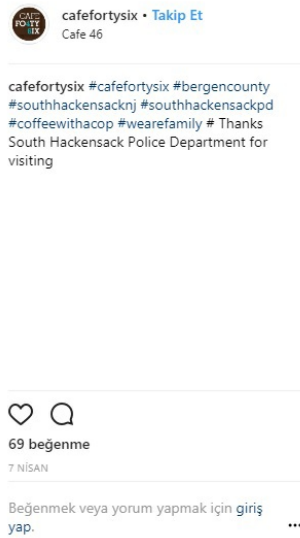 CAFE
FORTY
SIX
cafefortysix • Takip Et
Cafe 46
cafefortysix #cafefortysix #bergencounty
#southhackensacknj #southhackensackpd
#coffeewithacop #wearefamily # Thanks
South Hackensack Police Department for
visiting
69 beğenme
7 NİSAN
Beğenmek veya yorum yapmak için giriş
yap.